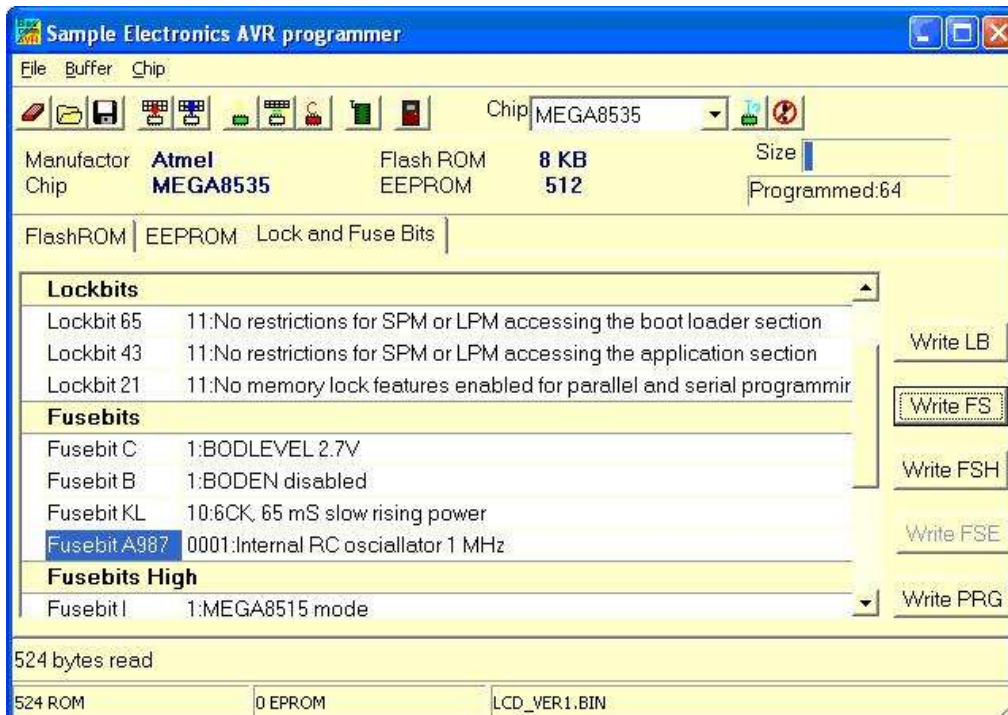 Sample Electronics AVR programmer
File Buffer Chip
Chip MEGA8535
Manufactor Atmel Flash ROM 8 KB Size
Chip MEGA8535 EEPROM 512 Programmed:64
FlashROM EEPROM Lock and Fuse Bits
Lockbits
Lockbit 65 11:No restrictions for SPM or LPM accessing the boot loader section
Lockbit 43 11:No restrictions for SPM or LPM accessing the application section
Lockbit 21 11:No memory lock features enabled for parallel and serial programmin
Fusebits
Fusebit C 1:BODLEVEL 2.7V
Fusebit B 1:BODEN disabled
Fusebit KL 10:6CK, 65 mS slow rising power
Fusebit A987 0001:Internal RC osciallator 1 MHz
Fusebits High
Fusebit I 1:MEGA8515 mode
Write LB
Write FS
Write FSH
Write FSE
Write PRG
524 bytes read
524 ROM 0 EPROM LCD_VER1.BIN